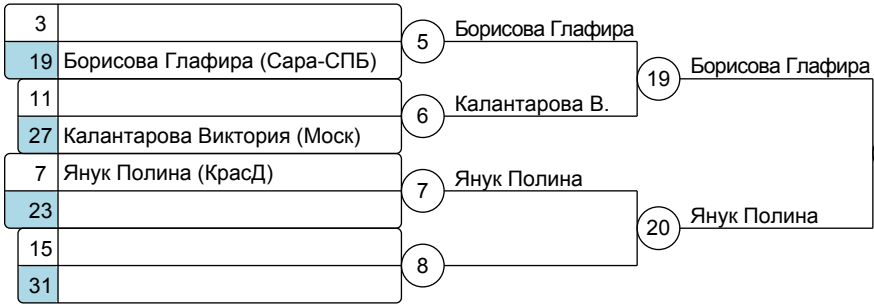 3
5 Борисова Глафира
19 Борисова Глафира (Сара-СПБ)
19 Борисова Глафира
11
6 Калантарова В.
27 Калантарова Виктория (Моск)
7 Янук Полина (КрасД)
7 Янук Полина
23
20 Янук Полина
15
8
31